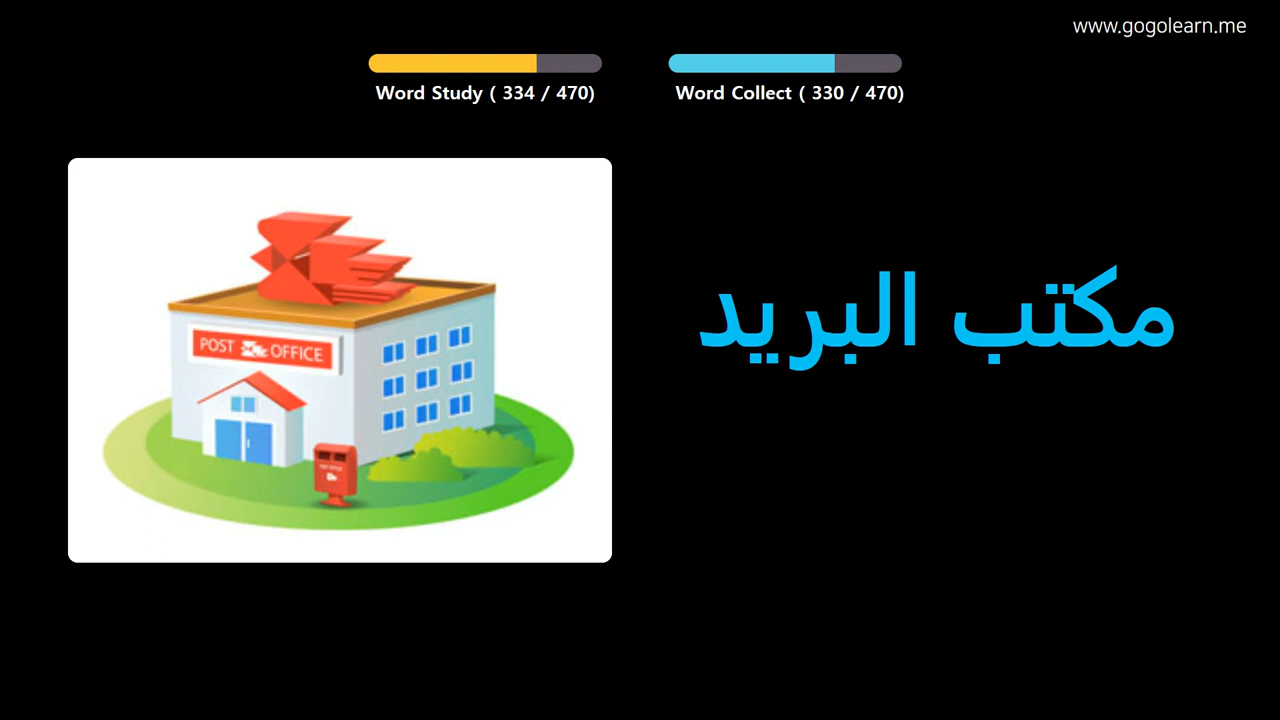 www.gogolearn.me
Word Study ( 334 / 470)
Word Collect ( 330 / 470)
مكتب البريد
POST OFFICE